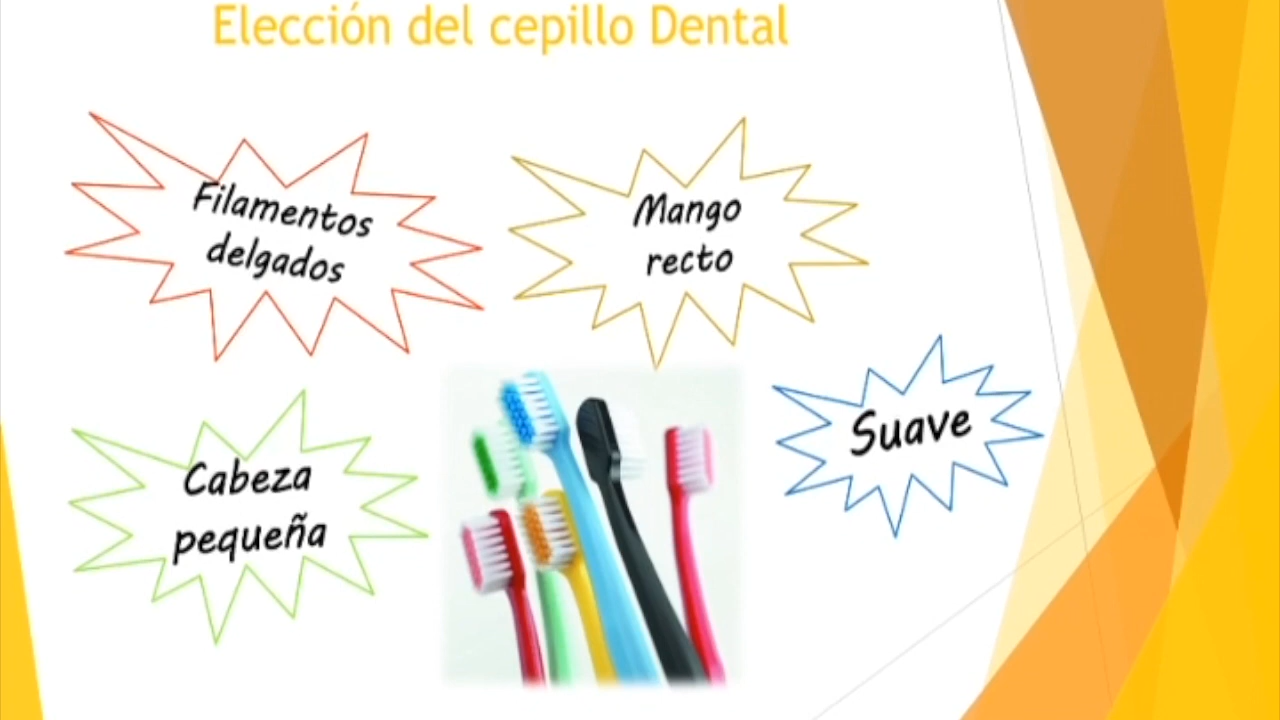 Elección del cepillo Dental
Filamentos
delgados
Mango
recto
Suave
Cabeza
pequeña